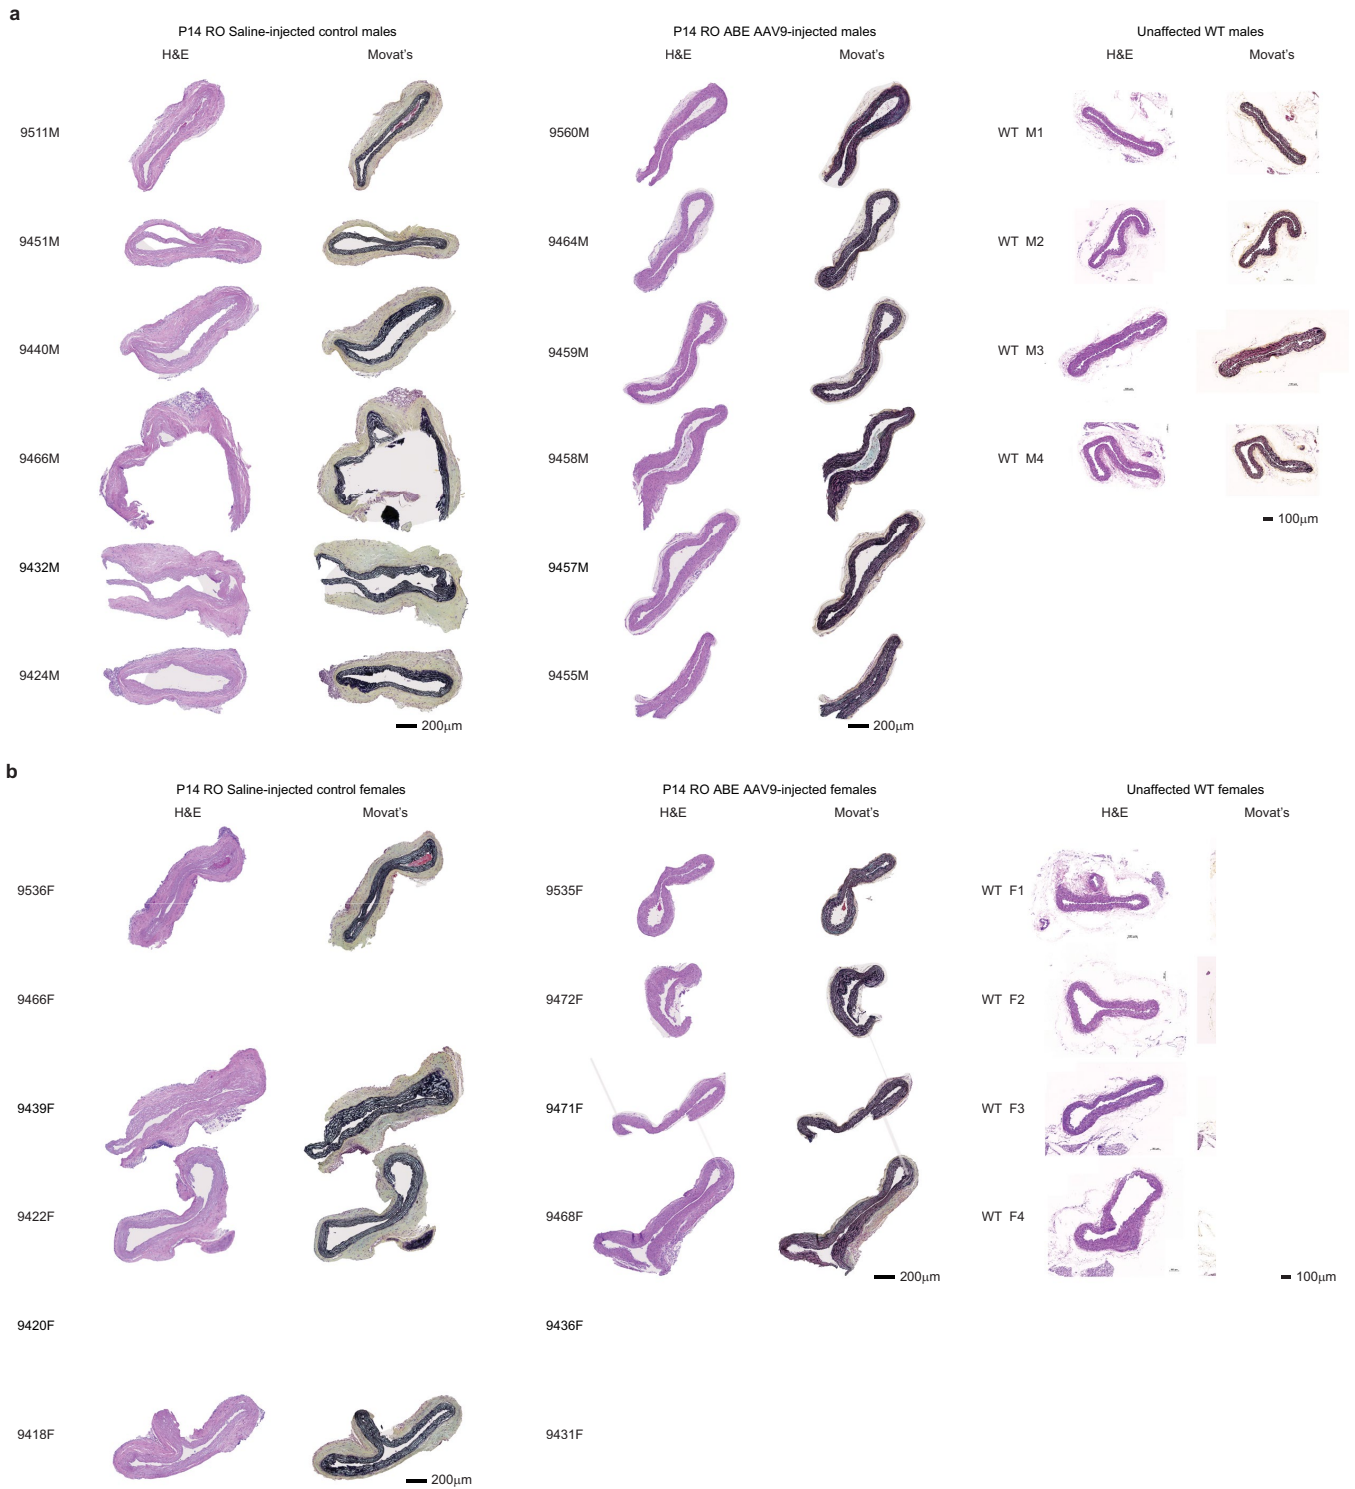 a
P14 RO Saline-injected control males
H&E Movat's
P14 RO ABE AAV9-injected males
H&E Movat's
Unaffected WT males
H&E Movat's
9511M 9560M WT M1
9451M 9464M WT M2
9440M 9459M WT M3
9466M 9458M WT M4
100μm
9432M 9457M
9424M 9455M
200μm 200μm
b
P14 RO Saline-injected control females
H&E Movat's
P14 RO ABE AAV9-injected females
H&E Movat's
Unaffected WT females
H&E Movat's
9536F 9535F WT F1
9466F 9472F WT F2
9439F 9471F WT F3
9422F 9468F WT F4
200μm 100μm
9420F 9436F
9418F 9431F
200μm